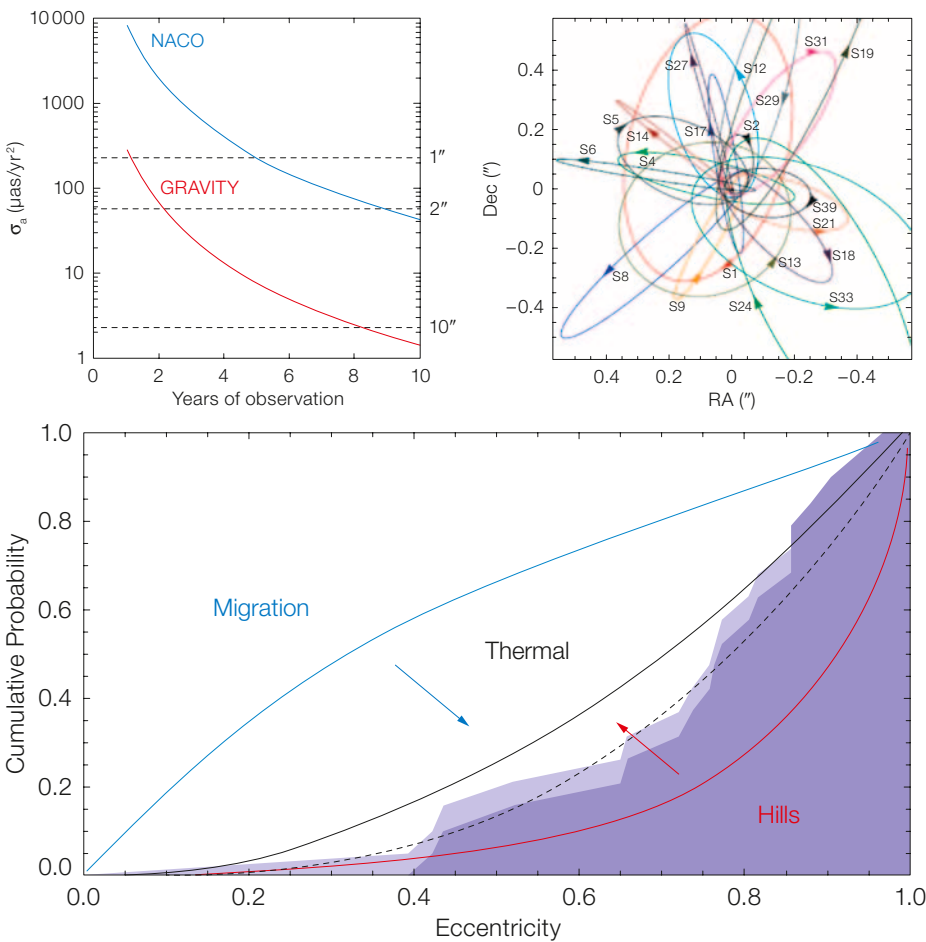 10 000
1000
100
10
1
σa (μas/yr²)
NACO
GRAVITY
1″
2″
10″
0 2 4 6 8 10
Years of observation
0.4
0.2
0
−0.2
−0.4
Dec (″)
S31
S19
S27
S12
S29
S5
S14
S17
S2
S6
S4
S39
S21
S18
S13
S1
S8
S9
S24
S33
0.4 0.2 0 −0.2 −0.4
RA (″)
1.0
0.8
0.6
0.4
0.2
0.0
Cumulative Probability
Migration
Thermal
Hills
0.0 0.2 0.4 0.6 0.8 1.0
Eccentricity